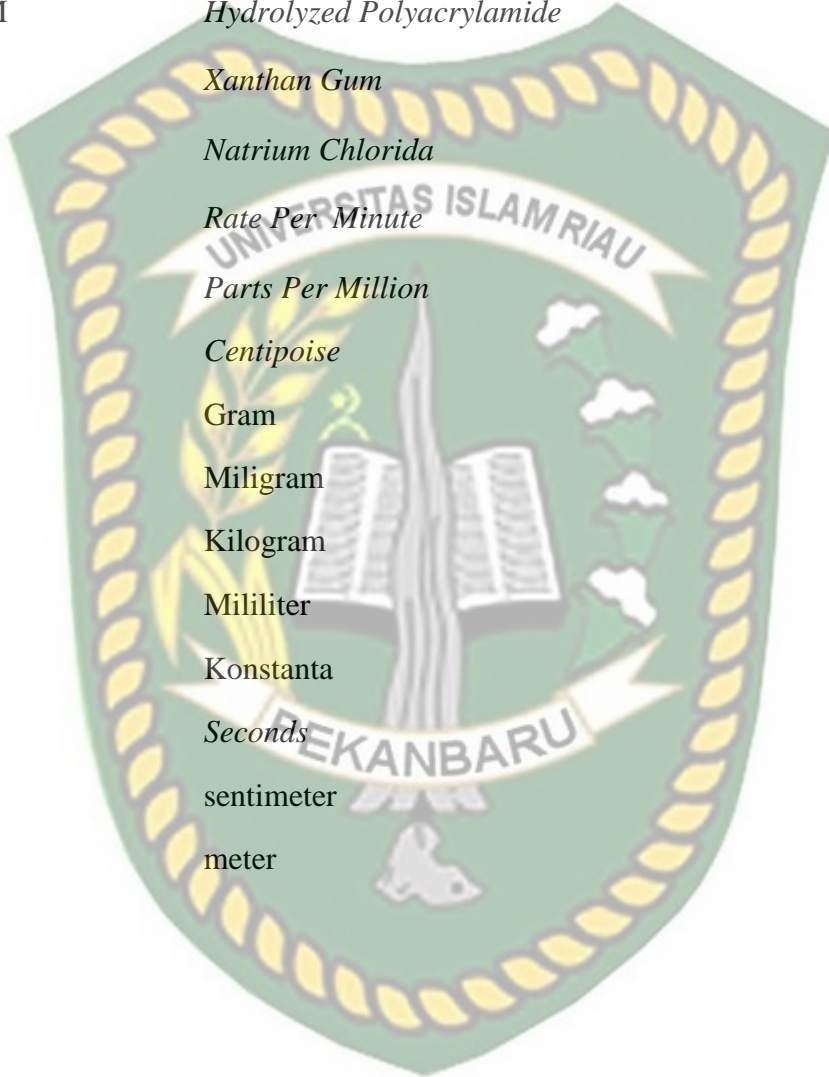 M Hydrolyzed Polyacrylamide
Xanthan Gum
Natrium Chlorida
Rate Per Minute
Parts Per Million
Centipoise
Gram
Miligram
Kilogram
Mililiter
Konstanta
Seconds
sentimeter
meter
UNIVERSITAS ISLAM RIAU
PEKANBARU